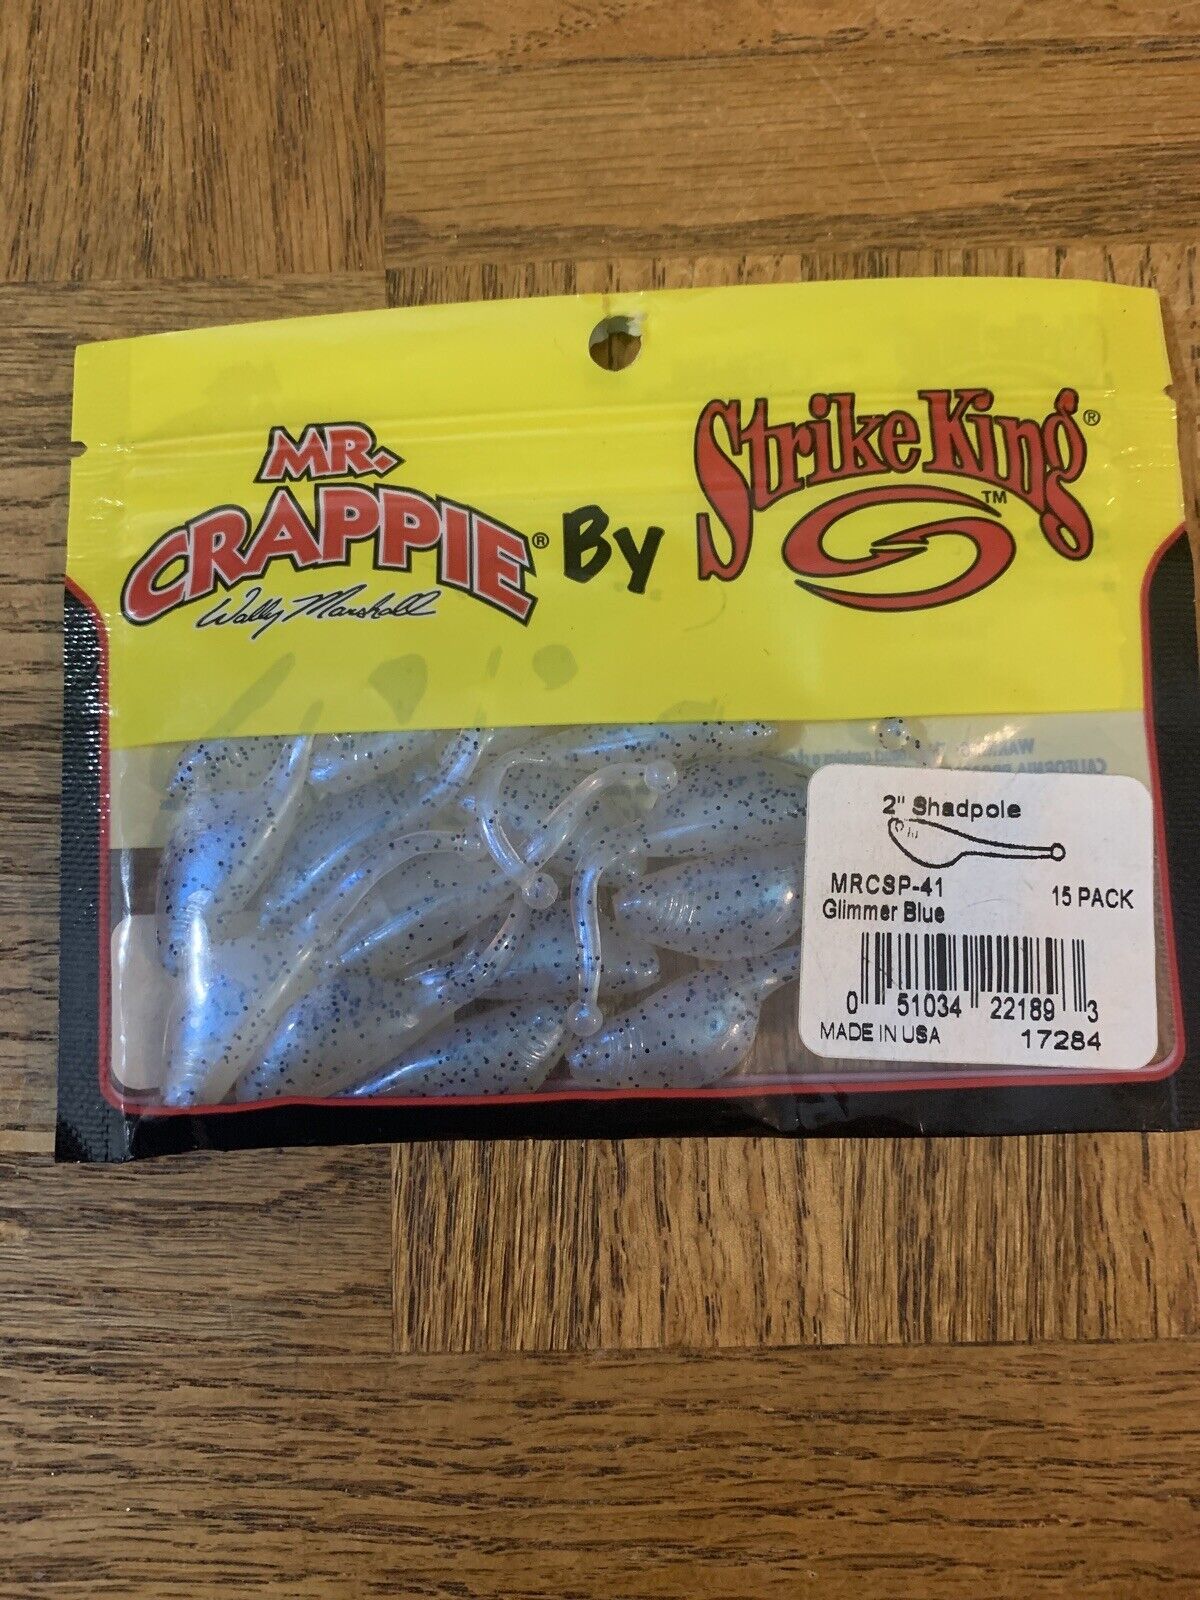 MR.
CRAPPIE®
Wally Marshall
By
Strike King®
™
2" Shadpole
MRCSP-41
15 PACK
Glimmer Blue
0 51034 22189 3
MADE IN USA
17284